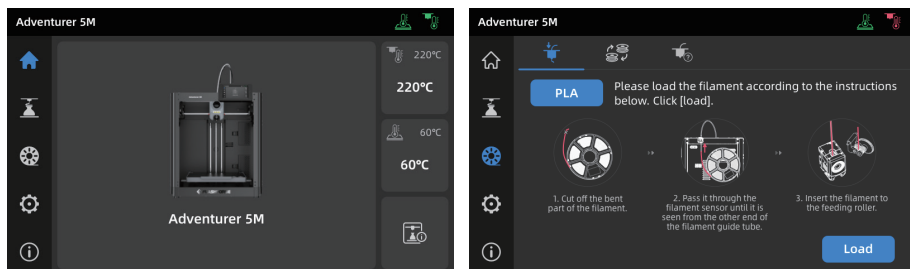 Adventurer 5M
220℃
220℃
60℃
60℃
Adventurer 5M
Adventurer 5M
PLA
Please load the filament according to the instructions
below. Click [load].
1. Cut off the bent
part of the filament.
2. Pass it through the
filament sensor until it is
seen from the other end of
the filament guide tube.
3. Insert the filament to
the feeding roller.
Load